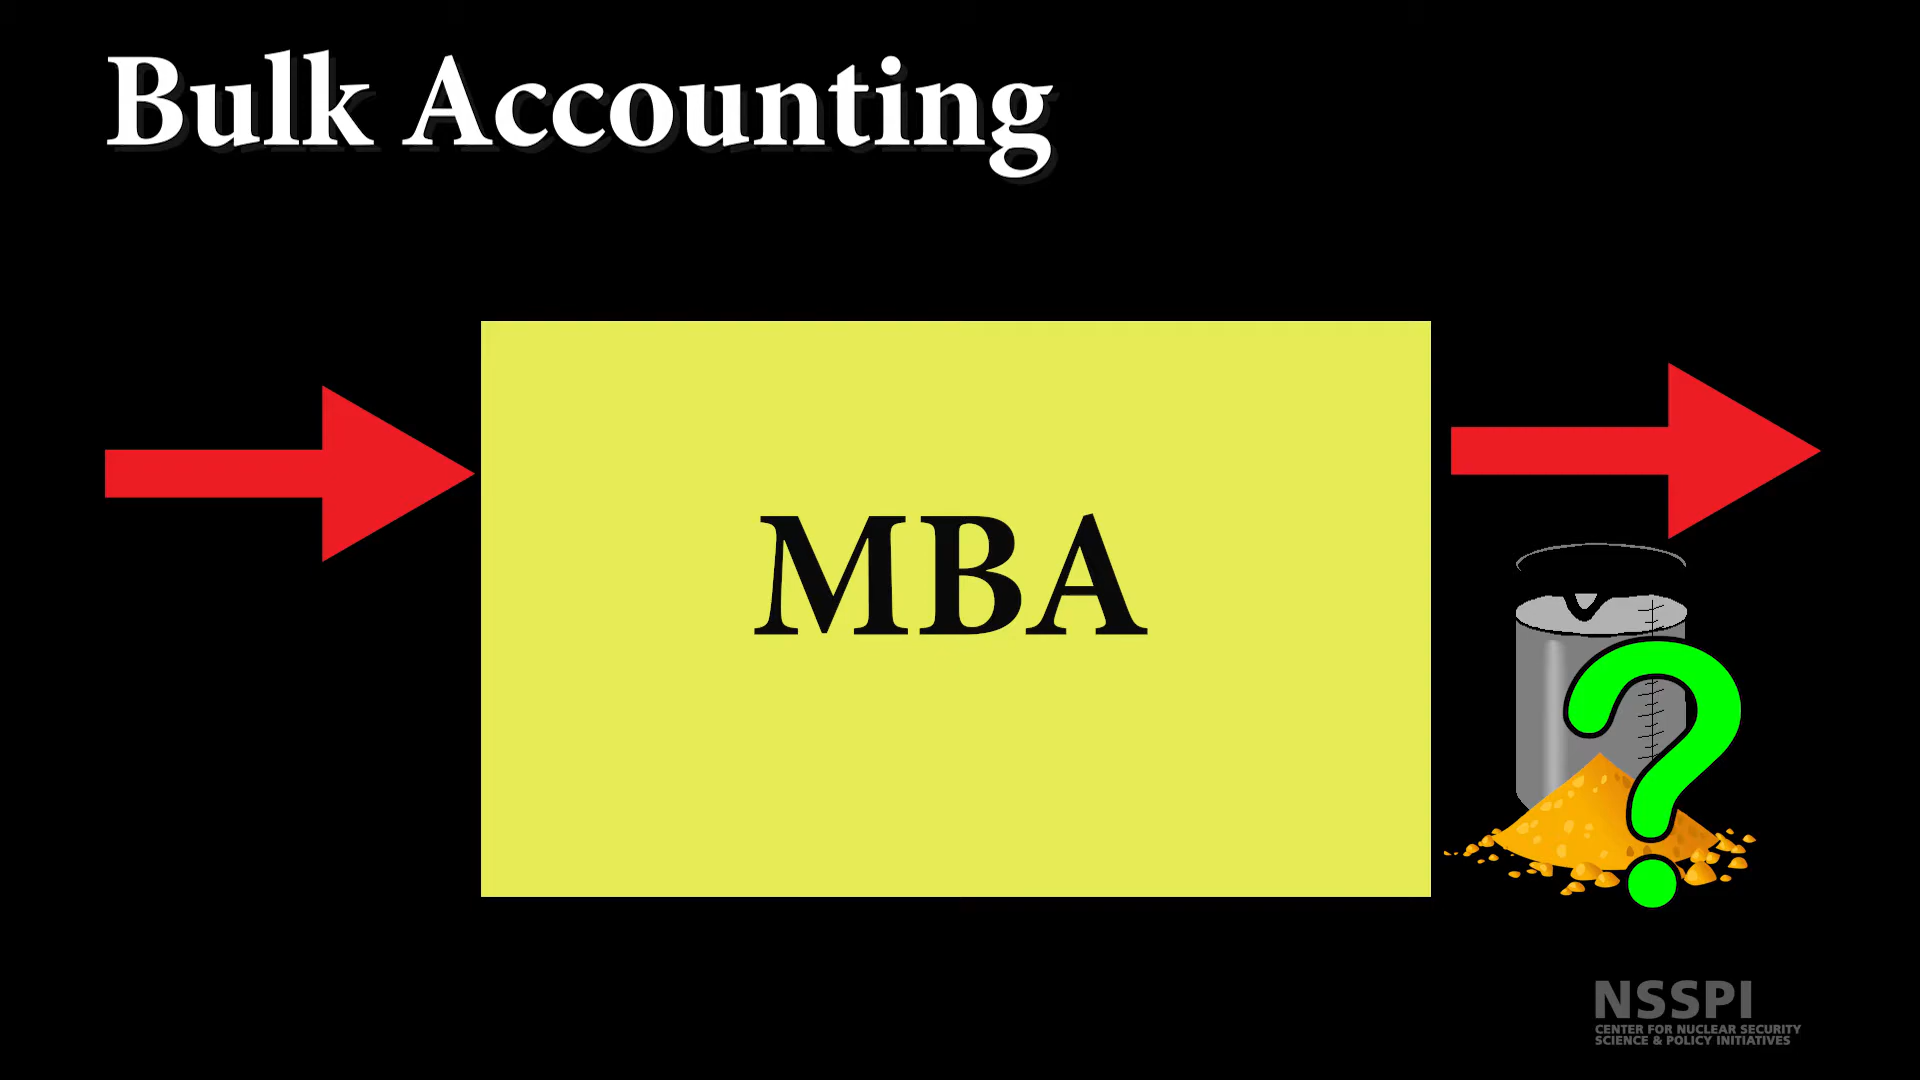 Bulk Accounting
MBA
?
NSSPI
CENTER FOR NUCLEAR SECURITY
SCIENCE & POLICY INITIATIVES